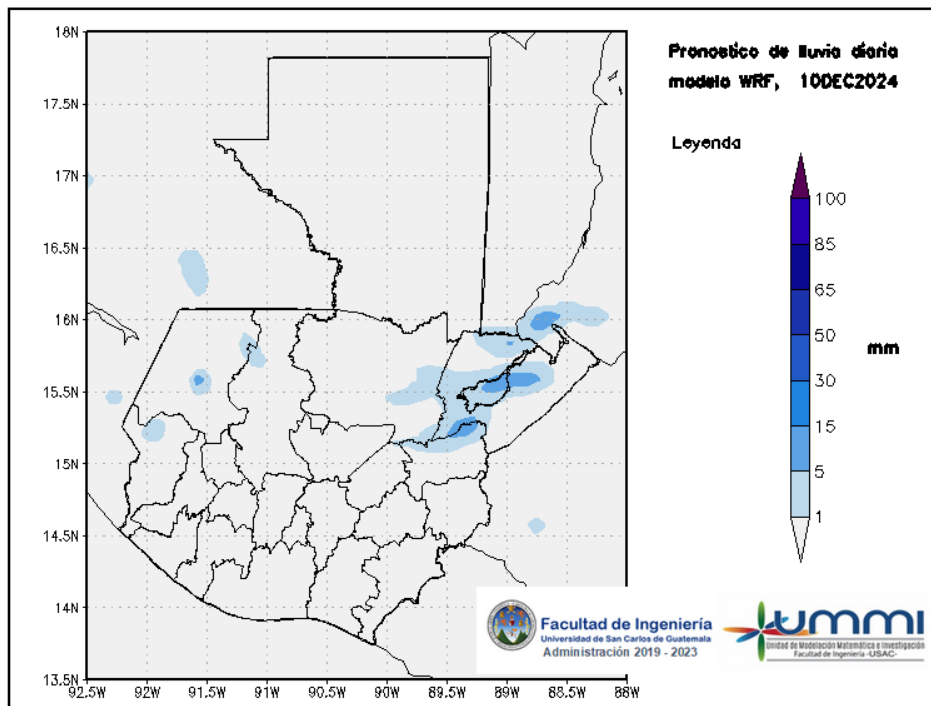 18N
17.5N
17N
16.5N
16N
15.5N
15N
14.5N
14N
13.5N
92.5W 92W 91.5W 91W 90.5W 90W 89.5W 89W 88.5W 88W
Pronostico de lluvia diaria
modelo WRF, 10DEC2024
Leyenda
100
85
65
50
30
15
5
1
mm
Facultad de Ingeniería
Universidad de San Carlos de Guatemala
Administración 2019 - 2023
ummi
Unidad de Modelación Matemática e Investigación
Facultad de Ingeniería -USAC-